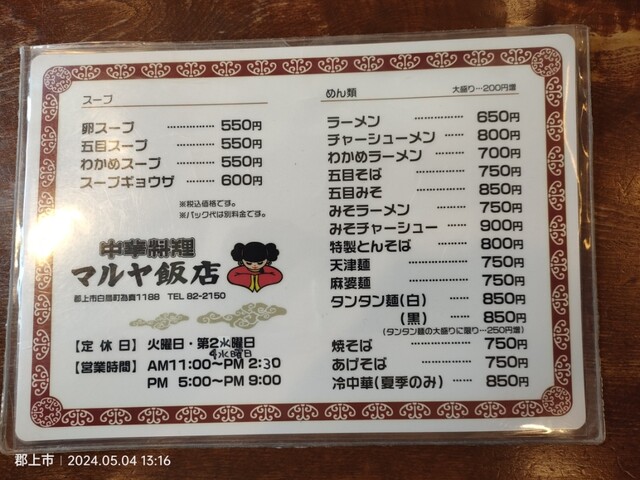 スープ
卵スープ ……………… 550円
五目スープ ………… 550円
わかめスープ ……… 550円
スープギョウザ …… 600円
※税込価格です。
※パック代は別料金です。
中華料理
マルヤ飯店
郡上市白鳥町為真1188 TEL 82-2150
【定休日】 火曜日・第2水曜日
4水曜日
【営業時間】 AM11:00〜PM 2:30
PM 5:00〜PM 9:00
めん類 大盛り…200円増
ラーメン ……………… 650円
チャーシューメン …… 800円
わかめラーメン ……… 700円
五目そば ……………… 750円
五目みそ ……………… 850円
みそラーメン ………… 750円
みそチャーシュー …… 900円
特製とんそば ………… 800円
天津麺 ………………… 750円
麻婆麺 ………………… 750円
タンタン麺(白) …… 850円
(黒) …… 850円
(タンタン麺の大盛りに限り…250円増)
焼そば ………………… 750円
あげそば ……………… 750円
冷中華(夏季のみ) …… 850円
郡上市 | 2024.05.04 13:16